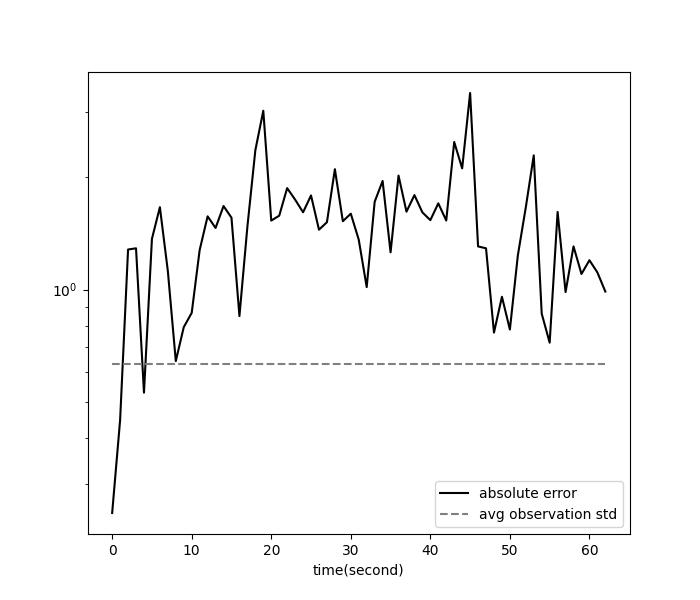 10⁰
0 10 20 30 40 50 60
time(second)
absolute error
avg observation std